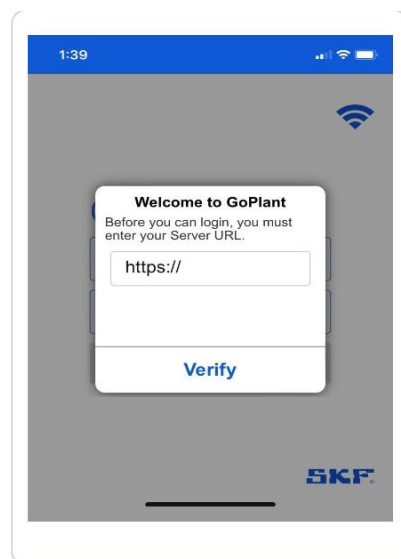 1:39
Welcome to GoPlant
Before you can login, you must
enter your Server URL.
https://
Verify
SKF